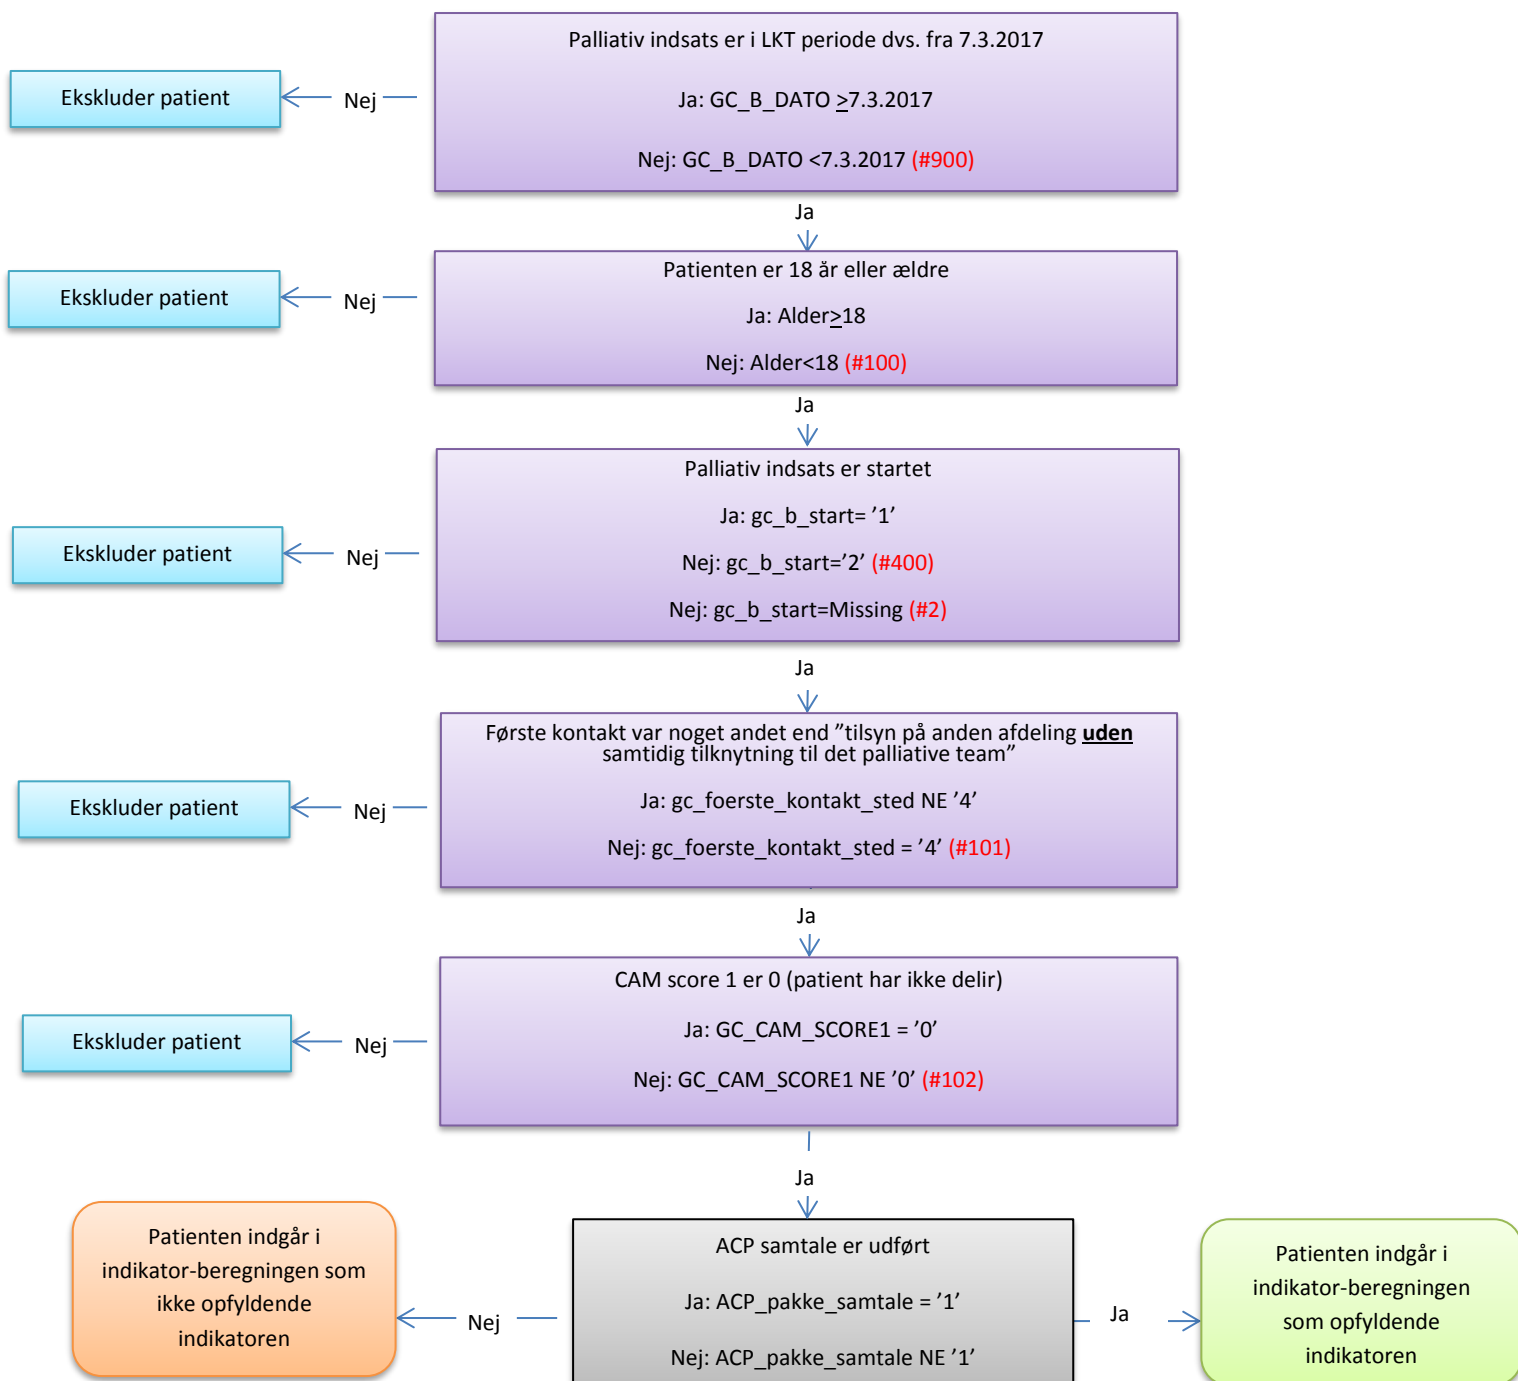 Palliativ indsats er i LKT periode dvs. fra 7.3.2017
Ekskluder patient
Nej
Ja: GC_B_DATO >7.3.2017
Nej: GC_B_DATO <7.3.2017 (#900)
Ja
Patienten er 18 år eller ældre
Ekskluder patient
Nej
Ja: Alder>18
Nej: Alder<18 (#100)
Ja
Palliativ indsats er startet
Ja: gc_b_start= ’1’
Ekskluder patient
Nej
Nej: gc_b_start=’2’ (#400)
Nej: gc_b_start=Missing (#2)
Ja
Første kontakt var noget andet end ”tilsyn på anden afdeling uden
samtidig tilknytning til det palliative team”
Ekskluder patient
Nej
Ja: gc_foerste_kontakt_sted NE ’4’
Nej: gc_foerste_kontakt_sted = ’4’ (#101)
Ja
CAM score 1 er 0 (patient har ikke delir)
Ekskluder patient
Nej
Ja: GC_CAM_SCORE1 = ’0’
Nej: GC_CAM_SCORE1 NE ’0’ (#102)
Ja
Patienten indgår i
indikator-beregningen som
ikke opfyldende
indikatoren
Nej
ACP samtale er udført
Ja: ACP_pakke_samtale = ’1’
Nej: ACP_pakke_samtale NE ’1’
Ja
Patienten indgår i
indikator-beregningen
som opfyldende
indikatoren